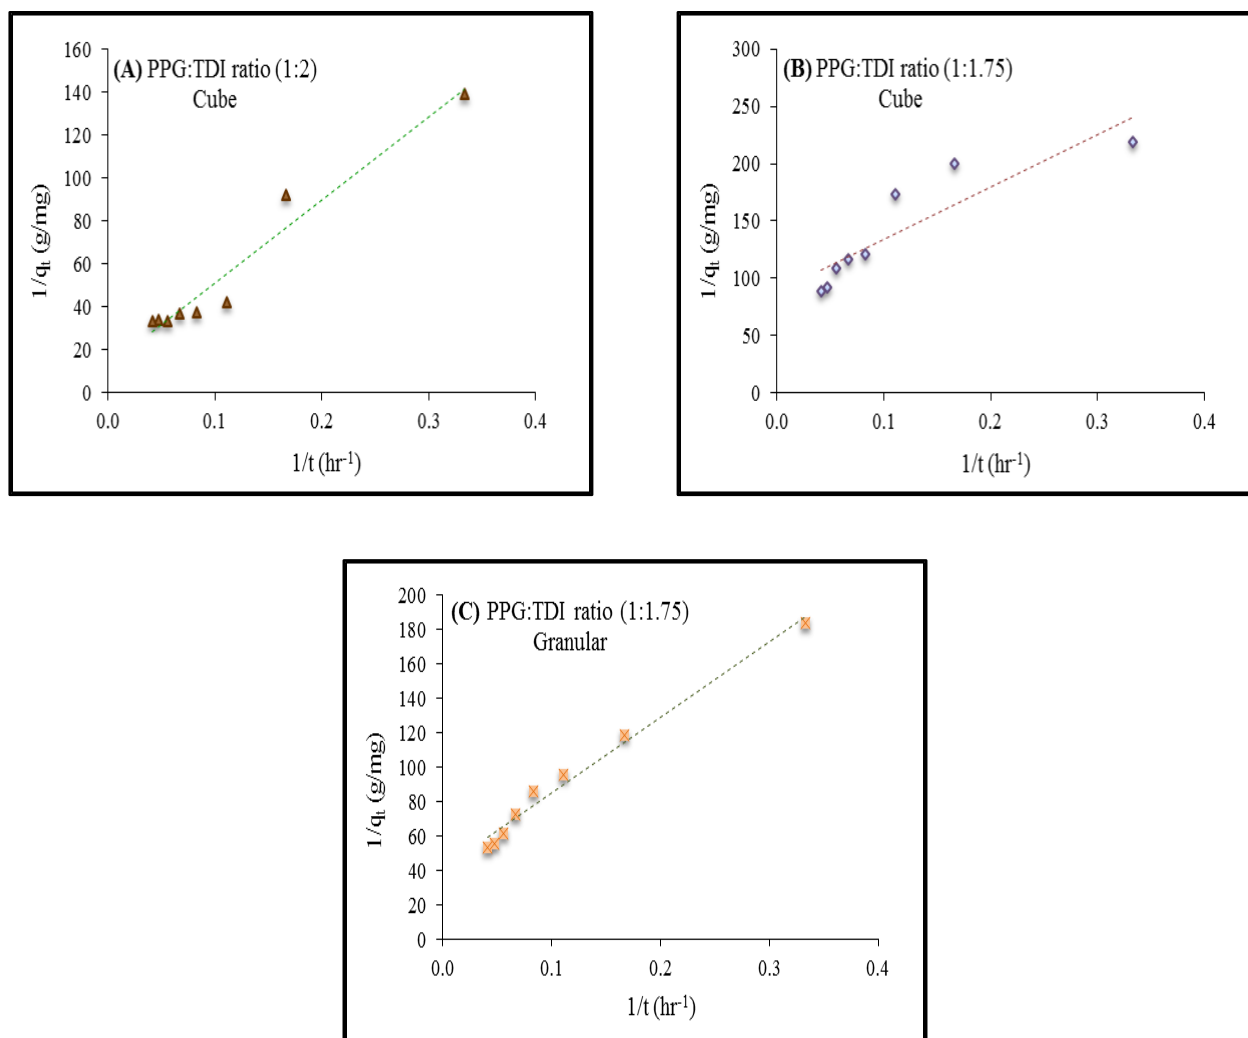 (A) PPG:TDI ratio (1:2)
Cube
160
140
120
100
80
60
40
20
0
0.0 0.1 0.2 0.3 0.4
1/qt (g/mg)
1/t (hr-1)
(B) PPG:TDI ratio (1:1.75)
Cube
300
250
200
150
100
50
0
0.0 0.1 0.2 0.3 0.4
1/qt (g/mg)
1/t (hr-1)
(C) PPG:TDI ratio (1:1.75)
Granular
200
180
160
140
120
100
80
60
40
20
0
0.0 0.1 0.2 0.3 0.4
1/qt (g/mg)
1/t (hr-1)